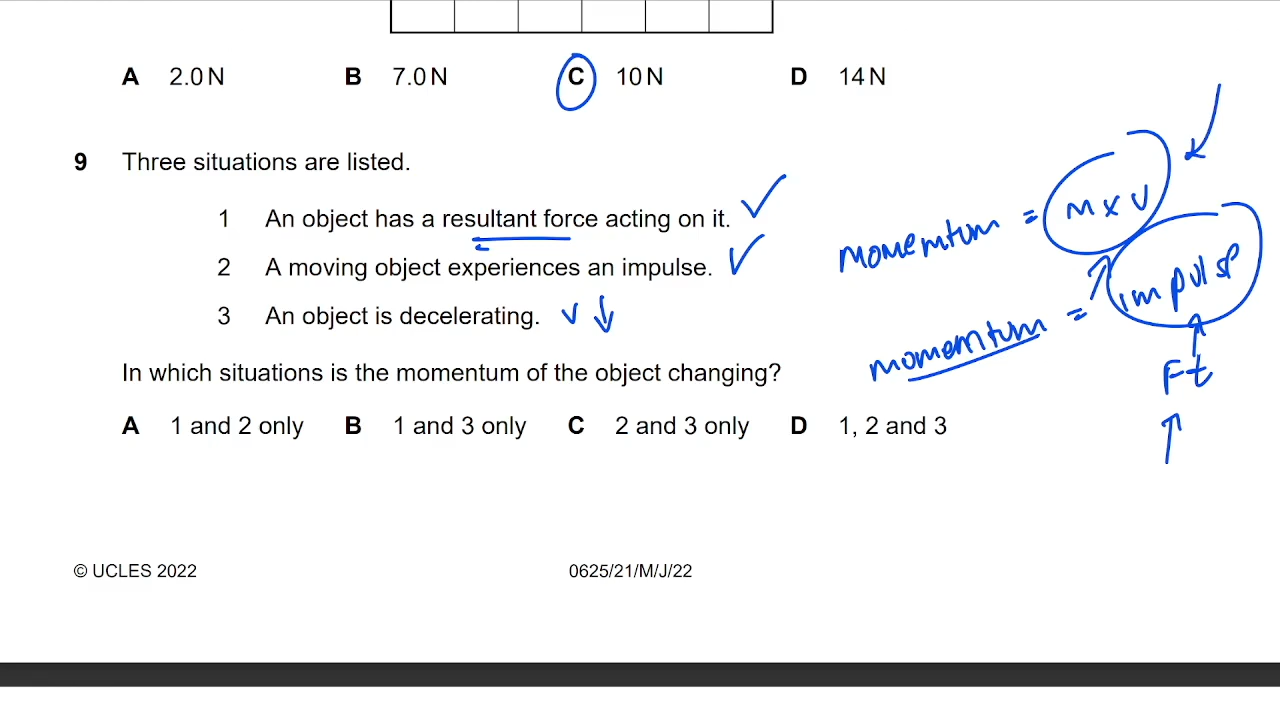 A 2.0 N B 7.0 N C 10 N D 14 N
9 Three situations are listed.
1 An object has a resultant force acting on it.
2 A moving object experiences an impulse.
3 An object is decelerating. v ↓
In which situations is the momentum of the object changing?
A 1 and 2 only B 1 and 3 only C 2 and 3 only D 1, 2 and 3
momentum = m x v
momentum = impulse
Ft
© UCLES 2022 0625/21/M/J/22